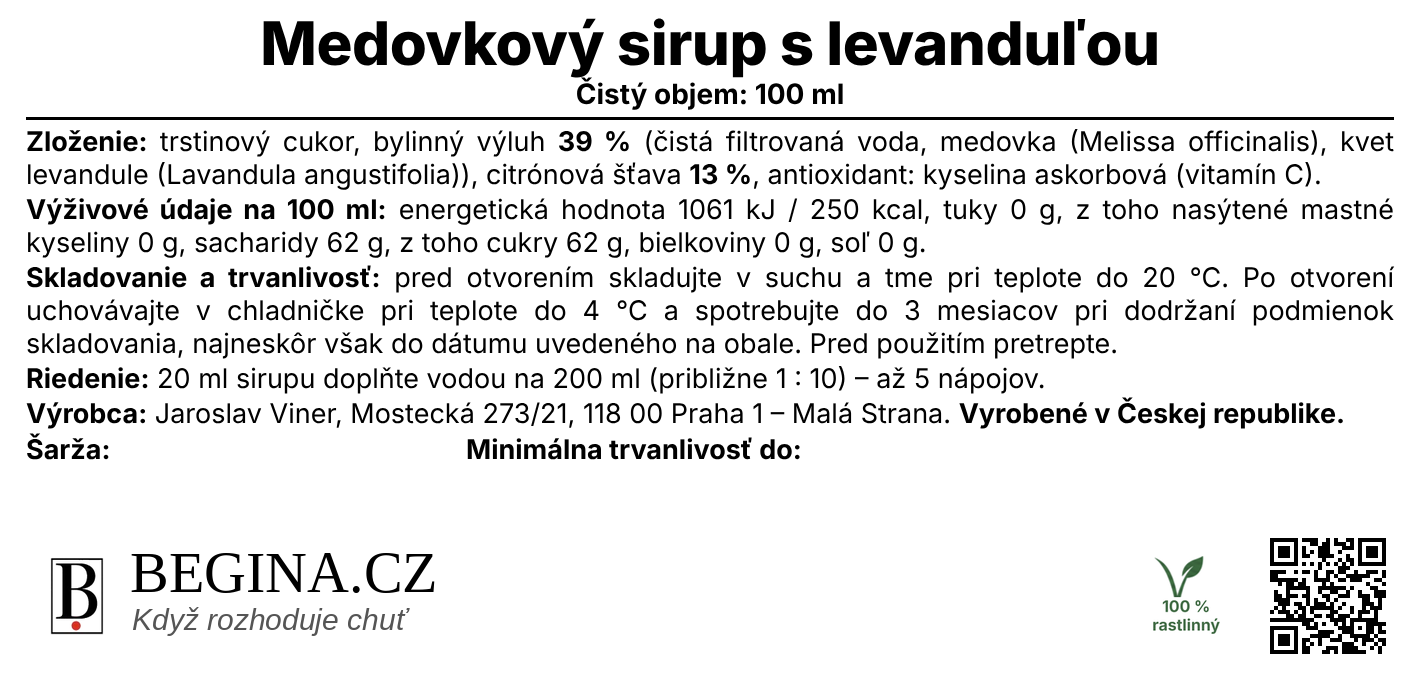 Medovkový sirup s levanduľou
Čistý objem: 100 ml
Zloženie: trstinový cukor, bylinný výluh 39 % (čistá filtrovaná voda, medovka (Melissa officinalis), kvet
levandule (Lavandula angustifolia)), citrónová šťava 13 %, antioxidant: kyselina askorbová (vitamín C).
Výživové údaje na 100 ml: energetická hodnota 1061 kJ / 250 kcal, tuky 0 g, z toho nasýtené mastné
kyseliny 0 g, sacharidy 62 g, z toho cukry 62 g, bielkoviny 0 g, soľ 0 g.
Skladovanie a trvanlivosť: pred otvorením skladujte v suchu a tme pri teplote do 20 °C. Po otvorení
uchovávajte v chladničke pri teplote do 4 °C a spotrebujte do 3 mesiacov pri dodržaní podmienok
skladovania, najneskôr však do dátumu uvedeného na obale. Pred použitím pretrepte.
Riedenie: 20 ml sirupu doplňte vodou na 200 ml (približne 1 : 10) – až 5 nápojov.
Výrobca: Jaroslav Viner, Mostecká 273/21, 118 00 Praha 1 – Malá Strana. Vyrobené v Českej republike.
Šarža: Minimálna trvanlivosť do:
B BEGINA.CZ
Když rozhoduje chuť
100 %
rastlinný